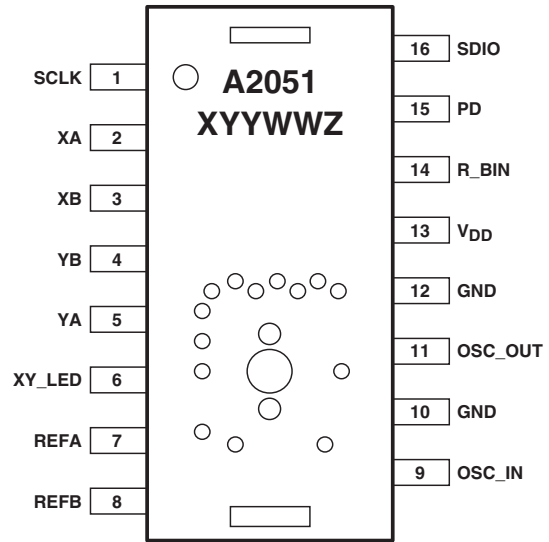 A2051
XYYWWZ
SCLK 1
XA 2
XB 3
YB 4
YA 5
XY_LED 6
REFA 7
REFB 8
16 SDIO
15 PD
14 R_BIN
13 VDD
12 GND
11 OSC_OUT
10 GND
9 OSC_IN